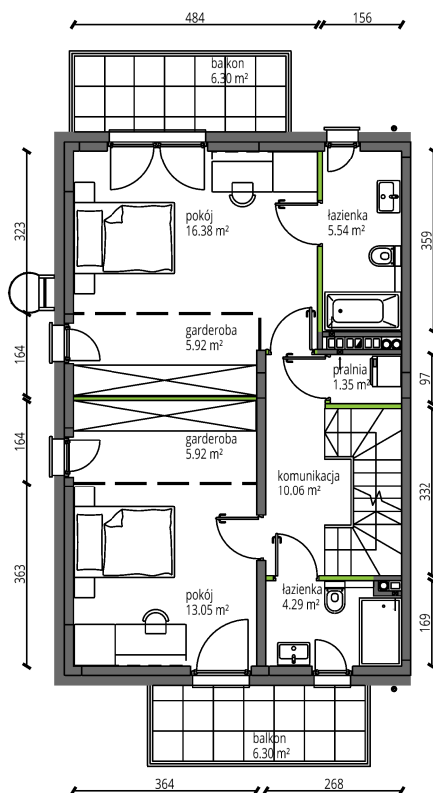 484
156
balkon
6.30 m²
323
pokój
16.38 m²
łazienka
5.54 m²
359
164
garderoba
5.92 m²
pralnia
1.35 m²
97
164
garderoba
5.92 m²
komunikacja
10.06 m²
332
363
pokój
13.05 m²
łazienka
4.29 m²
169
balkon
6.30 m²
364
268